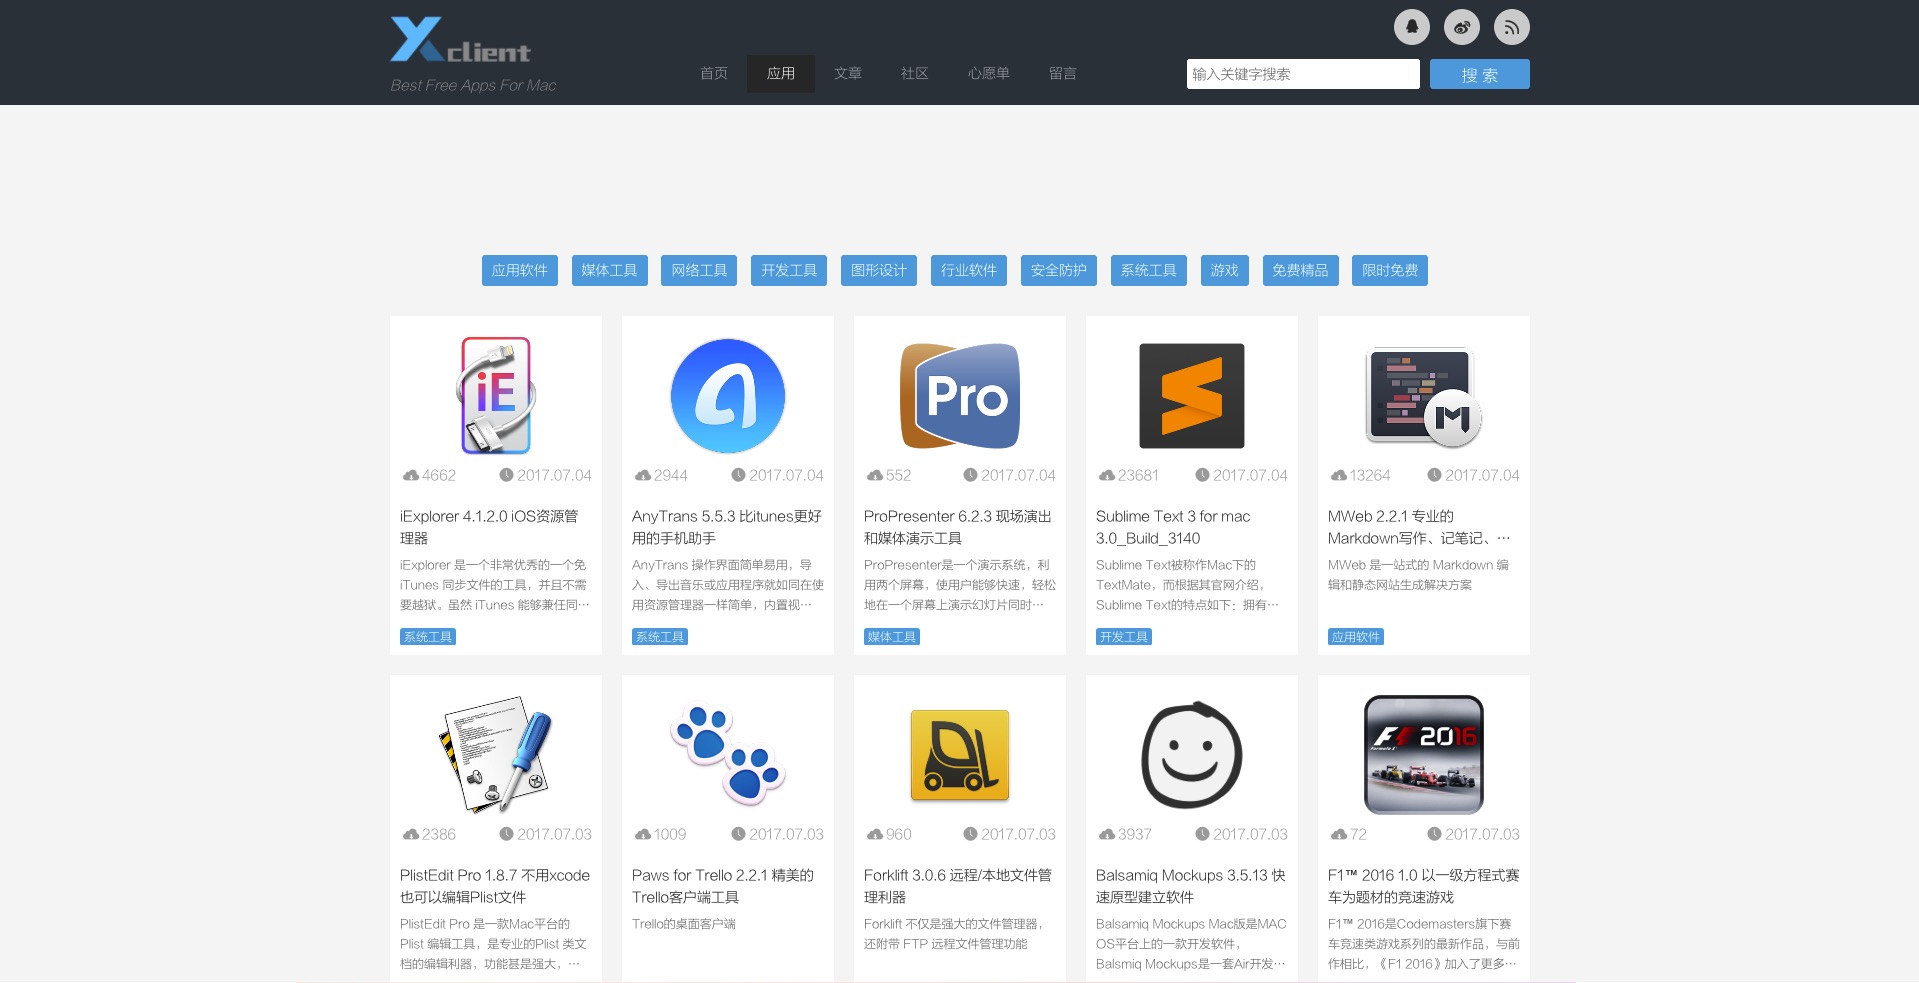 Xclient
Best Free Apps For Mac
首页 应用 文章 社区 心愿单 留言
输入关键字搜索 搜 索
应用软件 媒体工具 网络工具 开发工具 图形设计 行业软件 安全防护 系统工具 游戏 免费精品 限时免费
iE
4662 2017.07.04
iExplorer 4.1.2.0 iOS资源管
理器
iExplorer 是一个非常优秀的一个免
iTunes 同步文件的工具，并且不需
要越狱。虽然 iTunes 能够兼任同…
系统工具
2944 2017.07.04
AnyTrans 5.5.3 比itunes更好
用的手机助手
AnyTrans 操作界面简单易用，导
入、导出音乐或应用程序就如同在使
用资源管理器一样简单，内置视…
系统工具
Pro
552 2017.07.04
ProPresenter 6.2.3 现场演出
和媒体演示工具
ProPresenter是一个演示系统，利
用两个屏幕，使用户能够快速，轻松
地在一个屏幕上演示幻灯片同时…
媒体工具
23681 2017.07.04
Sublime Text 3 for mac
3.0_Build_3140
Sublime Text被称作Mac下的
TextMate，而根据其官网介绍，
Sublime Text的特点如下：拥有…
开发工具
13264 2017.07.04
MWeb 2.2.1 专业的
Markdown写作、记笔记、…
MWeb 是一站式的 Markdown 编
辑和静态网站生成解决方案
应用软件
2386 2017.07.03
PlistEdit Pro 1.8.7 不用xcode
也可以编辑Plist文件
PlistEdit Pro 是一款Mac平台的
Plist 编辑工具，是专业的Plist 类文
档的编辑利器，功能甚是强大，…
1009 2017.07.03
Paws for Trello 2.2.1 精美的
Trello客户端工具
Trello的桌面客户端
960 2017.07.03
Forklift 3.0.6 远程/本地文件管
理利器
Forklift 不仅是强大的文件管理器，
还附带 FTP 远程文件管理功能
3937 2017.07.03
Balsamiq Mockups 3.5.13 快
速原型建立软件
Balsamiq Mockups Mac版是MAC
OS平台上的一款开发软件，
Balsmiq Mockups是一套Air开发…
F1 2016
Formula 1
72 2017.07.03
F1™ 2016 1.0 以一级方程式赛
车为题材的竞速游戏
F1™ 2016是Codemasters旗下赛
车竞速类游戏系列的最新作品，与前
作相比，《F1 2016》加入了更多…